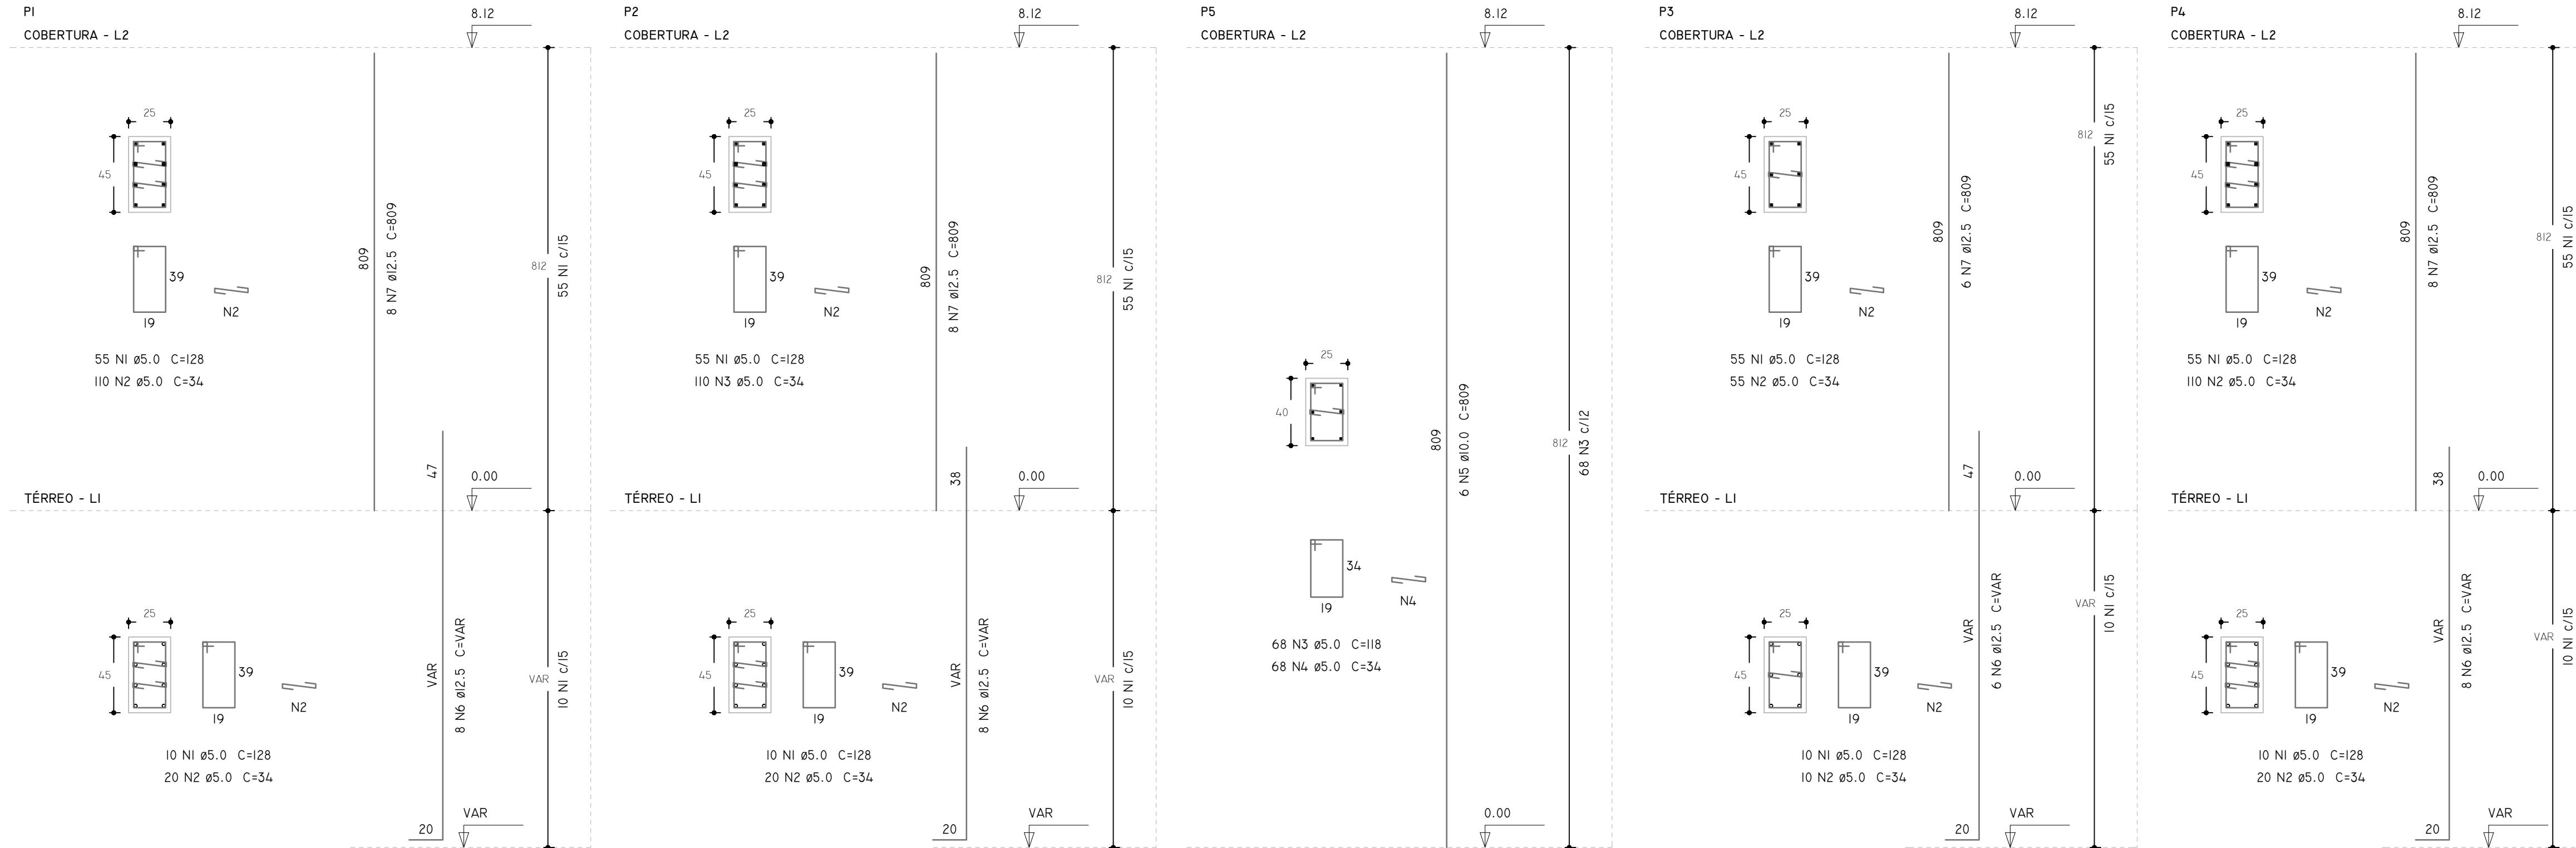 P1
8.12
COBERTURA - L2
25
45
39
19
N2
55 N1 ø5.0 C=128
110 N2 ø5.0 C=34
809
8 N7 ø12.5 C=809
812
55 N1 c/15
47
0.00
TÉRREO - L1
25
45
39
19
N2
10 N1 ø5.0 C=128
20 N2 ø5.0 C=34
VAR
8 N6 ø12.5 C=VAR
VAR
10 N1 c/15
20
VAR
P2
8.12
COBERTURA - L2
25
45
39
19
N2
55 N1 ø5.0 C=128
110 N3 ø5.0 C=34
809
8 N7 ø12.5 C=809
812
55 N1 c/15
38
0.00
TÉRREO - L1
25
45
39
19
N2
10 N1 ø5.0 C=128
20 N2 ø5.0 C=34
VAR
8 N6 ø12.5 C=VAR
VAR
10 N1 c/15
20
VAR
P5
8.12
COBERTURA - L2
25
40
34
19
N4
68 N3 ø5.0 C=118
68 N4 ø5.0 C=34
809
6 N5 ø10.0 C=809
812
68 N3 c/12
0.00
P3
8.12
COBERTURA - L2
25
45
39
19
N2
55 N1 ø5.0 C=128
55 N2 ø5.0 C=34
809
6 N7 ø12.5 C=809
812
55 N1 c/15
47
0.00
TÉRREO - L1
25
45
39
19
N2
10 N1 ø5.0 C=128
10 N2 ø5.0 C=34
VAR
6 N6 ø12.5 C=VAR
VAR
10 N1 c/15
20
VAR
P4
8.12
COBERTURA - L2
25
45
39
19
N2
55 N1 ø5.0 C=128
110 N2 ø5.0 C=34
809
8 N7 ø12.5 C=809
812
55 N1 c/15
38
0.00
TÉRREO - L1
25
45
39
19
N2
10 N1 ø5.0 C=128
20 N2 ø5.0 C=34
VAR
8 N6 ø12.5 C=VAR
VAR
10 N1 c/15
20
VAR